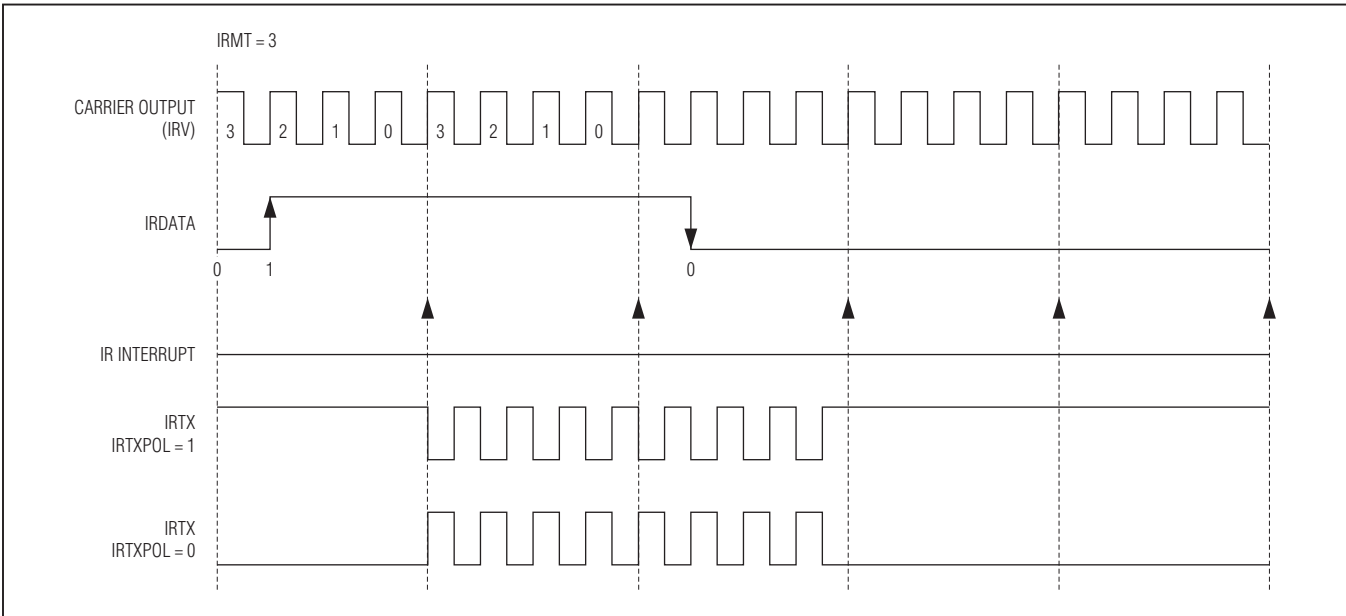 IRMT = 3
CARRIER OUTPUT
(IRV)
3 2 1 0 3 2 1 0
IRDATA
0 1 0
IR INTERRUPT
IRTX
IRTXPOL = 1
IRTX
IRTXPOL = 0